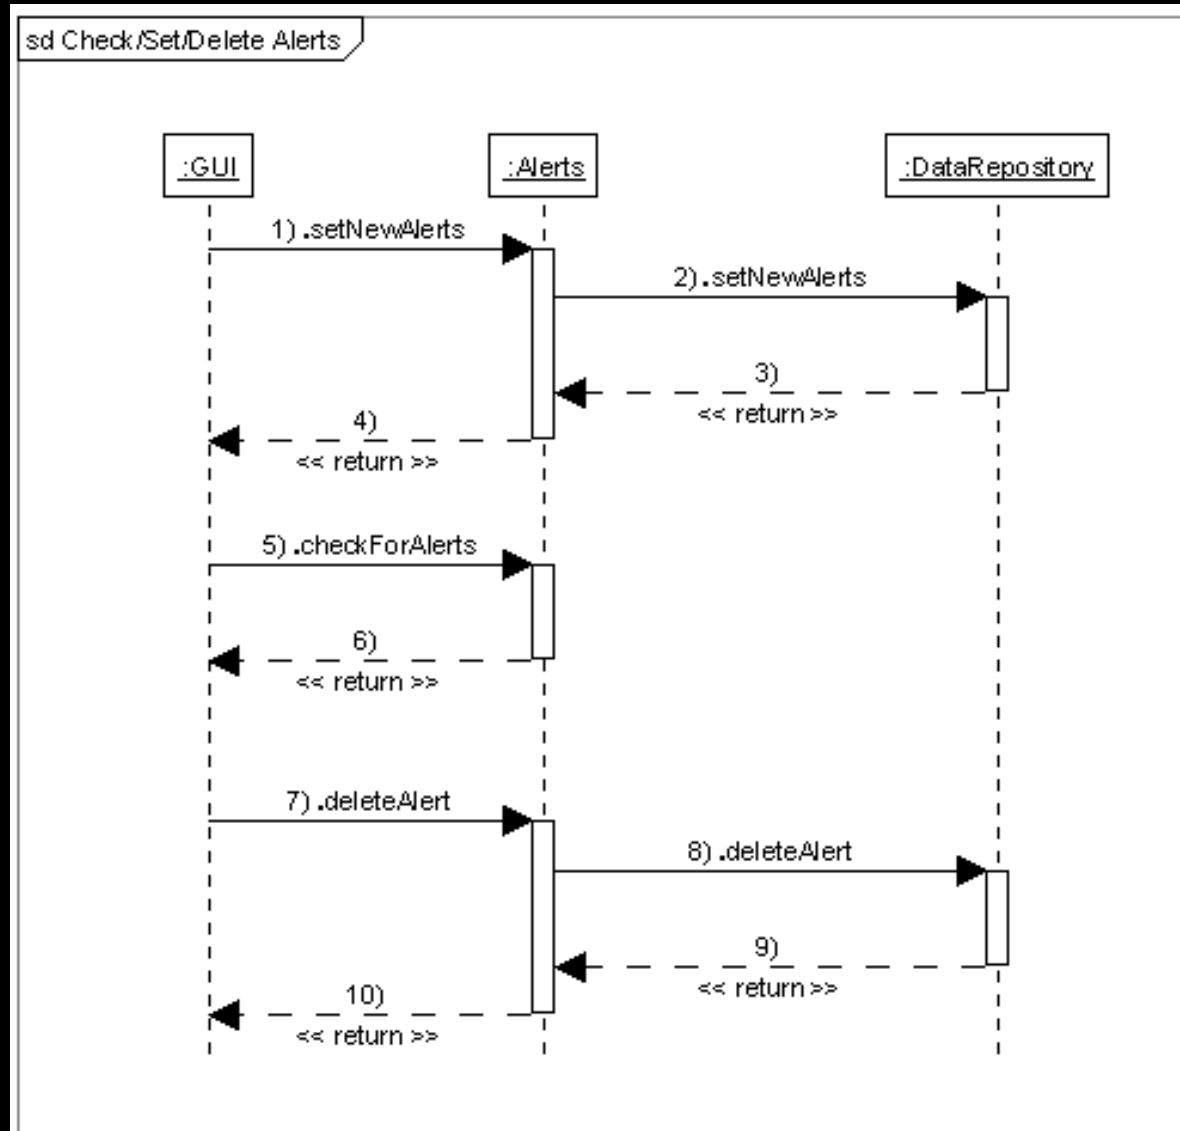 sd Check/Set/Delete Alerts
:GUI
:Alerts
:DataRepository
1) .setNewAlerts
2) .setNewAlerts
3)
<< return >>
4)
<< return >>
5) .checkForAlerts
6)
<< return >>
7) .deleteAlert
8) .deleteAlert
9)
<< return >>
10)
<< return >>